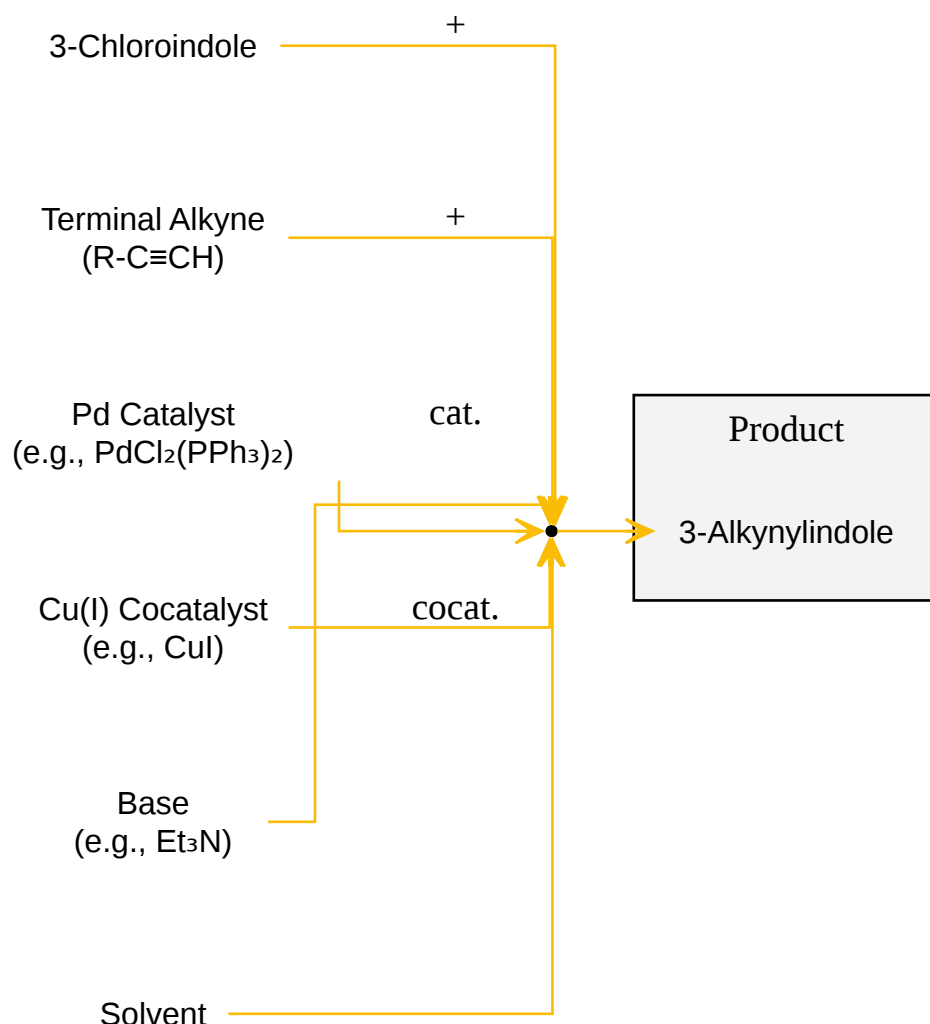 +
3-Chloroindole
+
Terminal Alkyne
(R-C≡CH)
Pd Catalyst
(e.g., PdCl₂(PPh₃)₂)
cat.
Product
3-Alkynylindole
Cu(I) Cocatalyst
(e.g., CuI)
cocat.
Base
(e.g., Et₃N)
Solvent